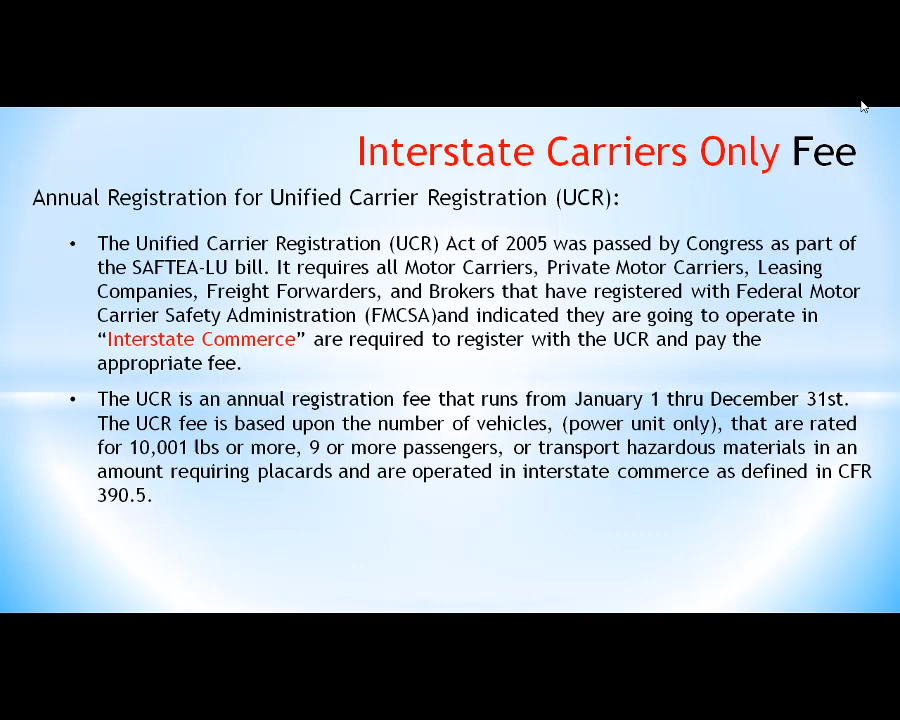 Interstate Carriers Only Fee
Annual Registration for Unified Carrier Registration (UCR):
• The Unified Carrier Registration (UCR) Act of 2005 was passed by Congress as part of
the SAFTEA-LU bill. It requires all Motor Carriers, Private Motor Carriers, Leasing
Companies, Freight Forwarders, and Brokers that have registered with Federal Motor
Carrier Safety Administration (FMCSA)and indicated they are going to operate in
“Interstate Commerce” are required to register with the UCR and pay the
appropriate fee.
• The UCR is an annual registration fee that runs from January 1 thru December 31st.
The UCR fee is based upon the number of vehicles, (power unit only), that are rated
for 10,001 lbs or more, 9 or more passengers, or transport hazardous materials in an
amount requiring placards and are operated in interstate commerce as defined in CFR
390.5.